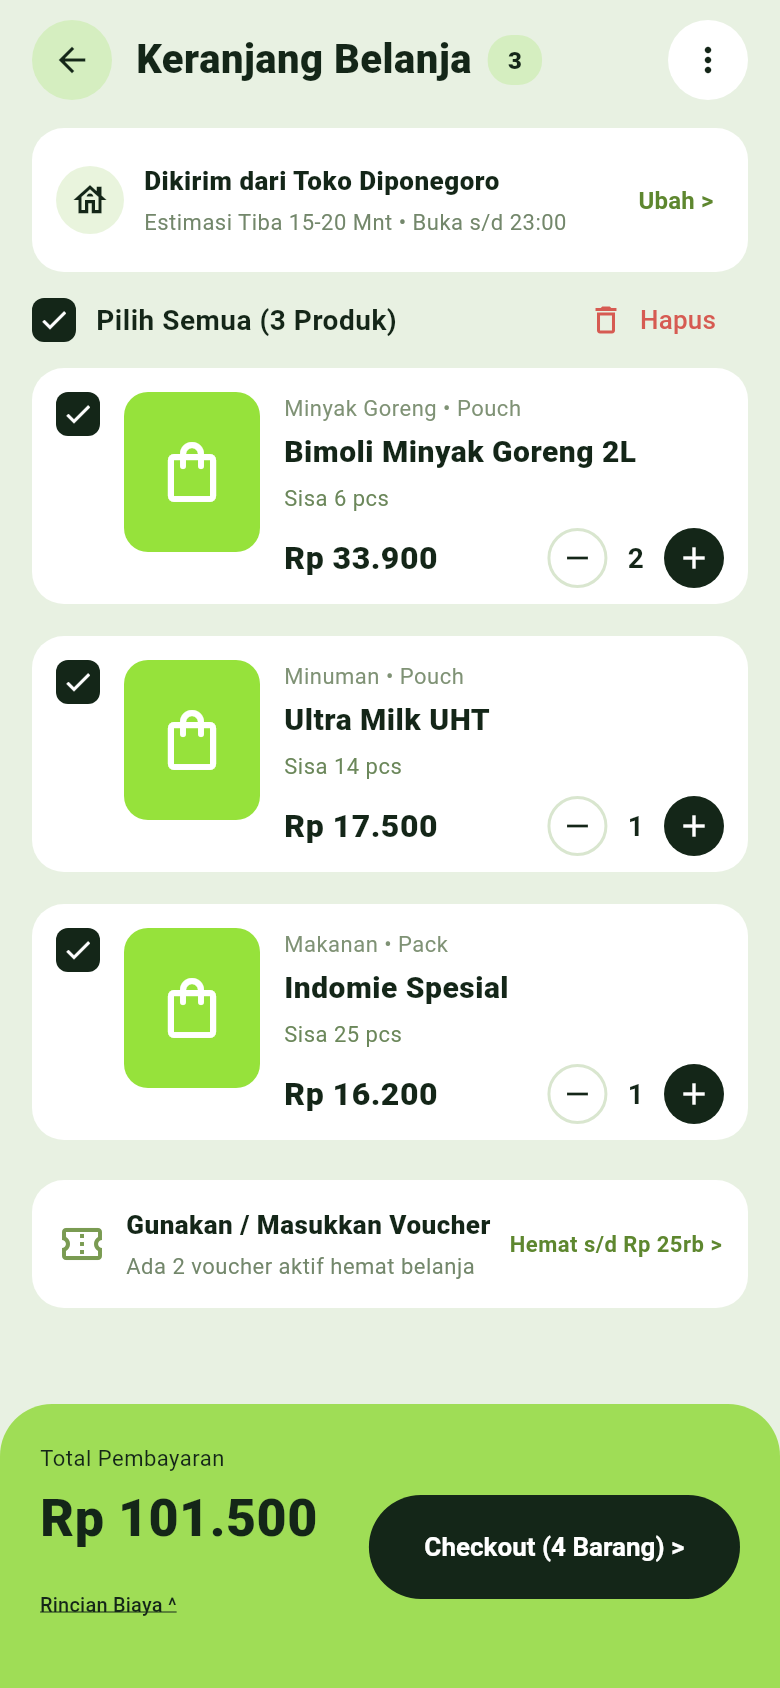 Keranjang Belanja 3
Dikirim dari Toko Diponegoro
Estimasi Tiba 15-20 Mnt • Buka s/d 23:00
Ubah >
Pilih Semua (3 Produk)
Hapus
Minyak Goreng • Pouch
Bimoli Minyak Goreng 2L
Sisa 6 pcs
Rp 33.900
2
Minuman • Pouch
Ultra Milk UHT
Sisa 14 pcs
Rp 17.500
1
Makanan • Pack
Indomie Spesial
Sisa 25 pcs
Rp 16.200
1
Gunakan / Masukkan Voucher
Ada 2 voucher aktif hemat belanja
Hemat s/d Rp 25rb >
Total Pembayaran
Rp 101.500
Checkout (4 Barang) >
Rincian Biaya ^